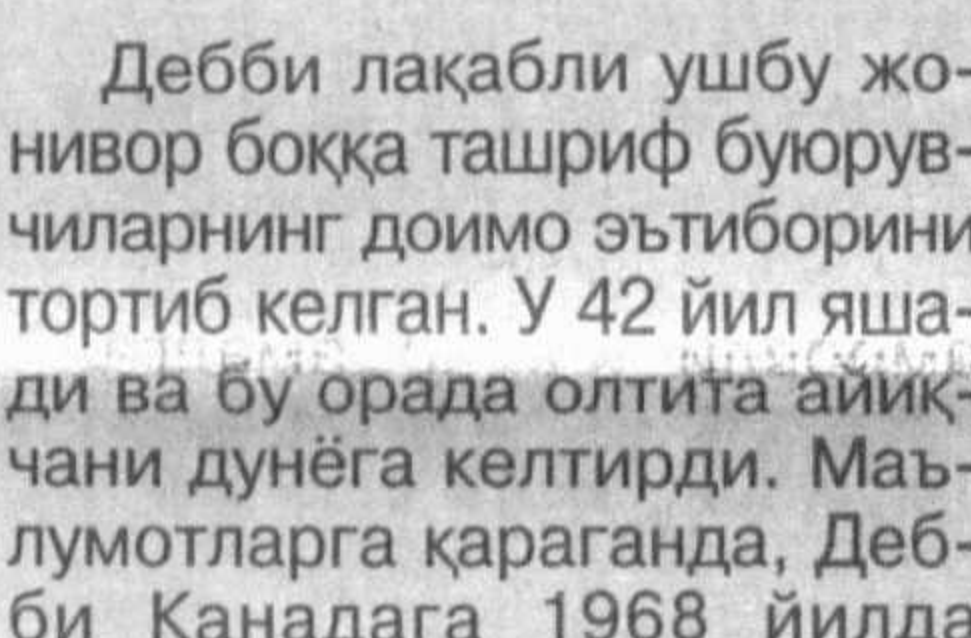 Дебби лақабли ушбу жо-
нивор боққа ташриф буюрув-
чиларнинг доимо эътиборини
тортиб келган. У 42 йил яша-
ди ва бу орада олтита айиқ-
чани дунёга келтирди. Маъ-
лумотларга қараганда, Деб-
би Канадага 1968 йилда